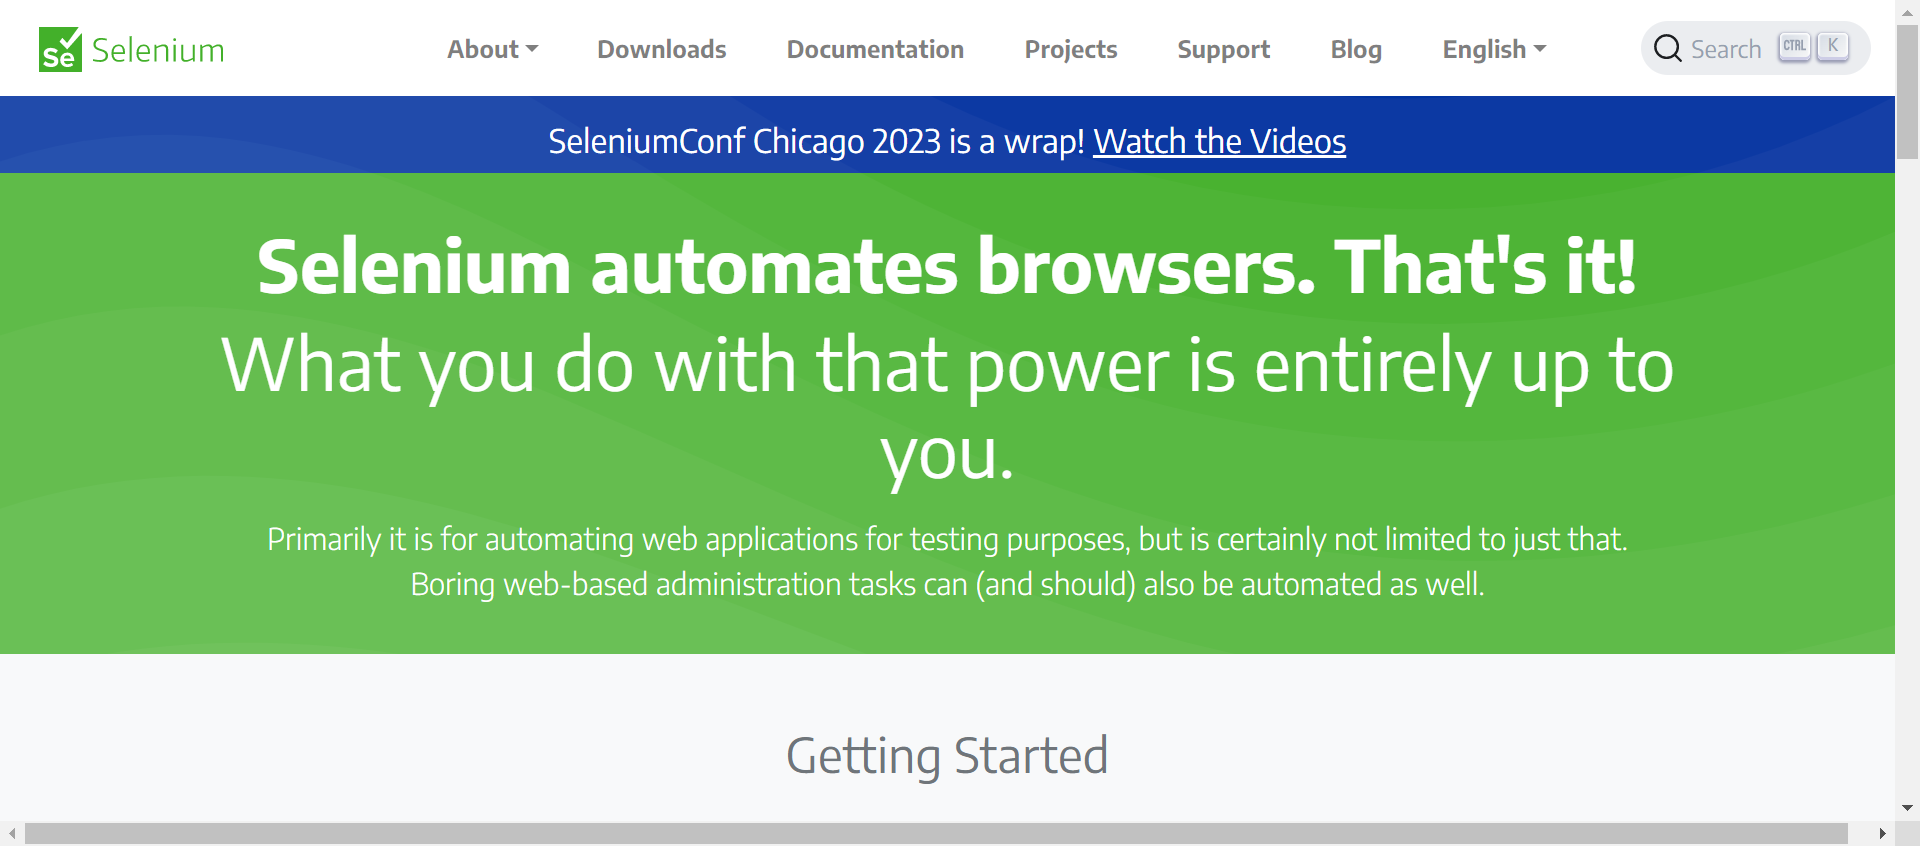 Se Selenium
About Downloads Documentation Projects Support Blog English Search CTRL K
SeleniumConf Chicago 2023 is a wrap! Watch the Videos
Selenium automates browsers. That's it!
What you do with that power is entirely up to
you.
Primarily it is for automating web applications for testing purposes, but is certainly not limited to just that.
Boring web-based administration tasks can (and should) also be automated as well.
Getting Started